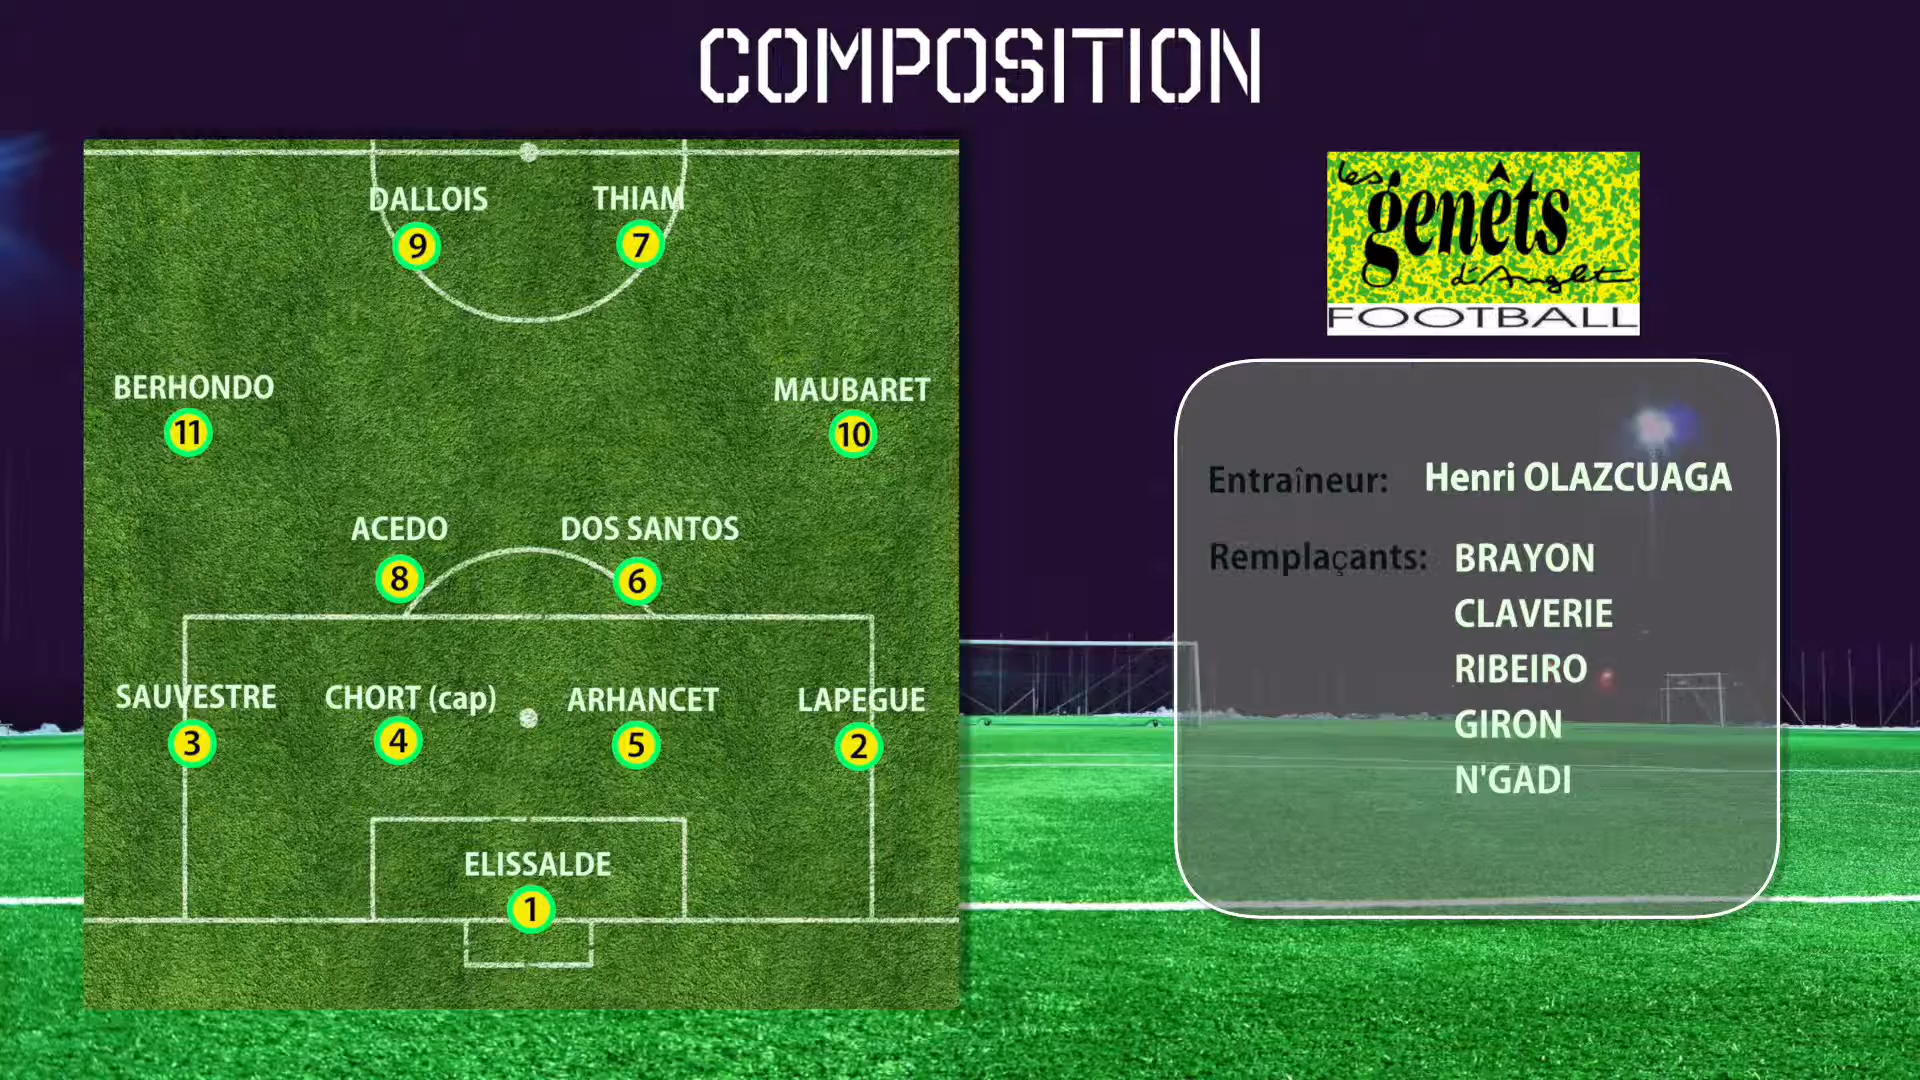 COMPOSITION
DALLOIS
THIAM
9
7
BERHONDO
MAUBARET
11
10
ACEDO
DOS SANTOS
8
6
SAUVESTRE
CHORT (cap)
ARHANCET
LAPEGUE
3
4
5
2
ELISSALDE
1
les
genêts
d'Anglet
FOOTBALL
Entraîneur: Henri OLAZCUAGA
Remplaçants: BRAYON
CLAVERIE
RIBEIRO
GIRON
N'GADI